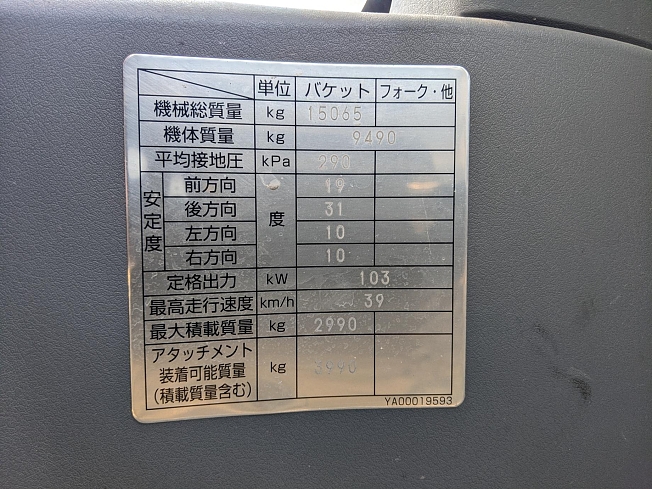 単位 バケット フォーク・他
機械総質量 kg 15065
機体質量 kg 9490
平均接地圧 kPa 290
安定度 前方向 度 19
後方向 31
左方向 10
右方向 10
定格出力 kW 103
最高走行速度 km/h 39
最大積載質量 kg 2990
アタッチメント
装着可能質量 kg 3990
(積載質量含む)
YA00019593